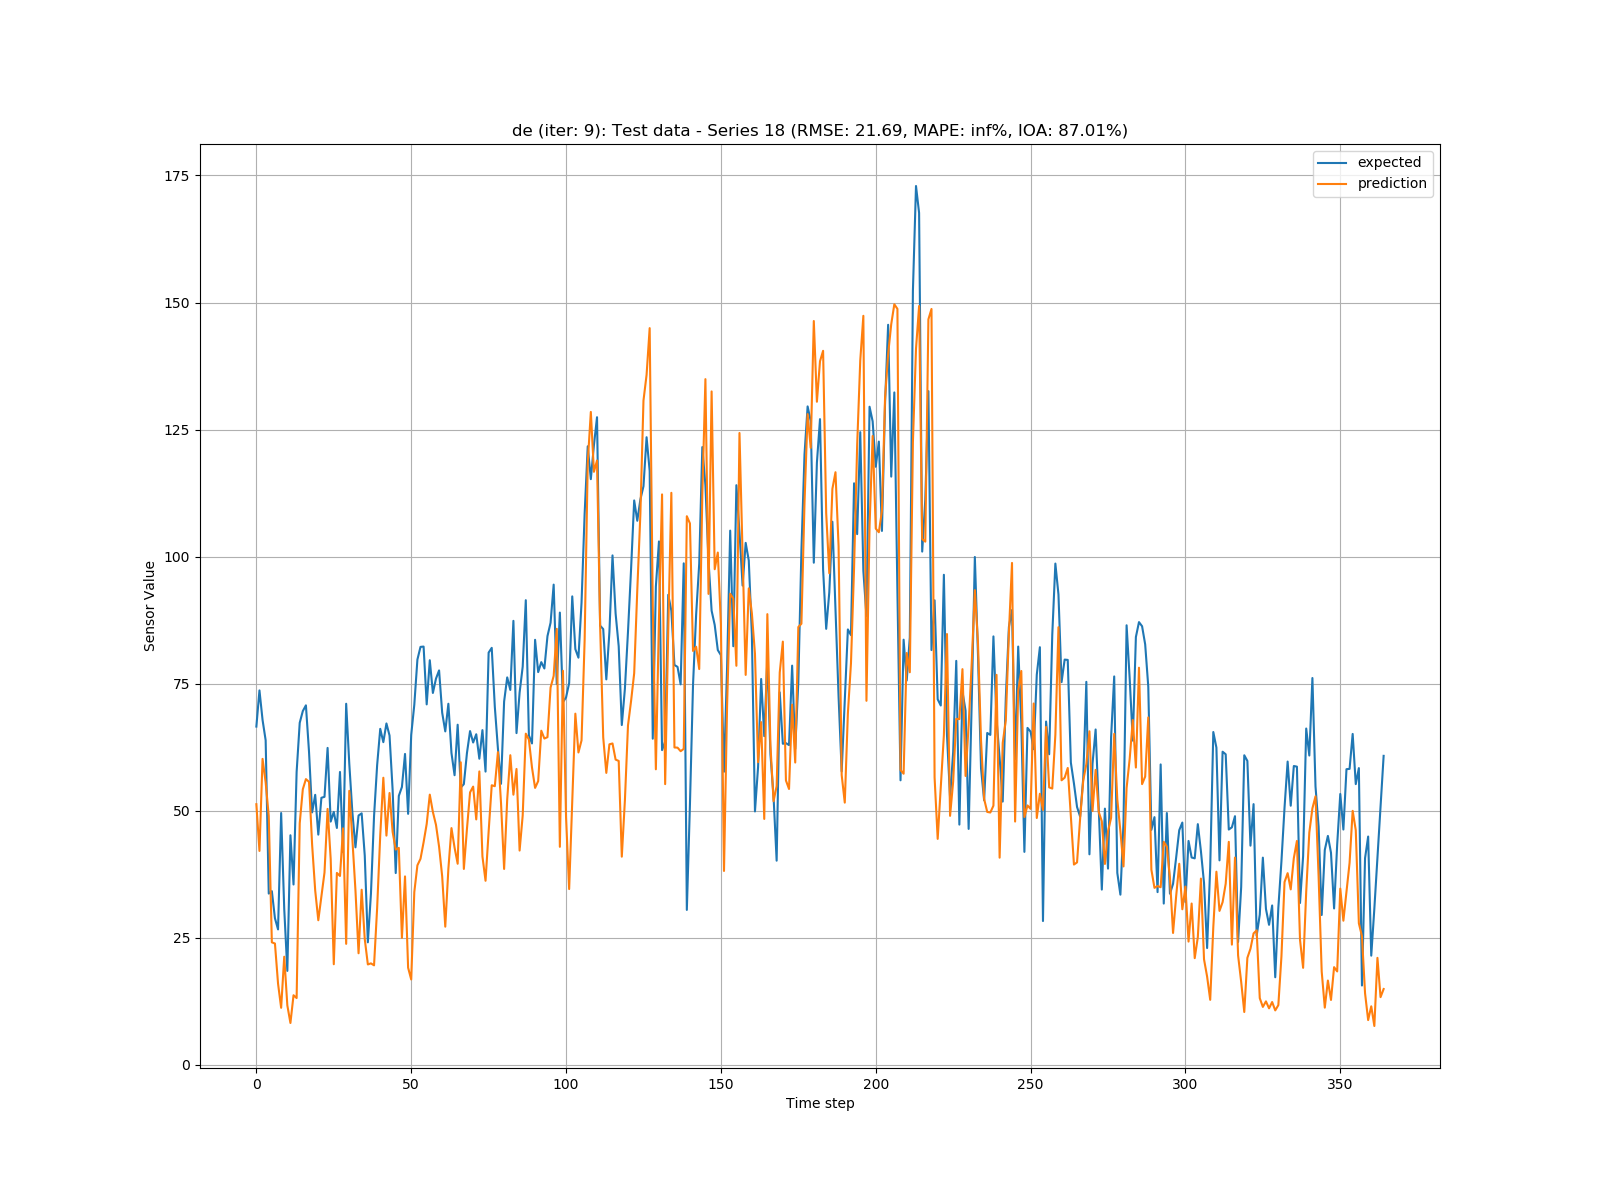 de (iter: 9): Test data - Series 18 (RMSE: 21.69, MAPE: inf%, IOA: 87.01%)
expected
prediction
175
150
125
100
75
50
25
0
Sensor Value
0 50 100 150 200 250 300 350
Time step